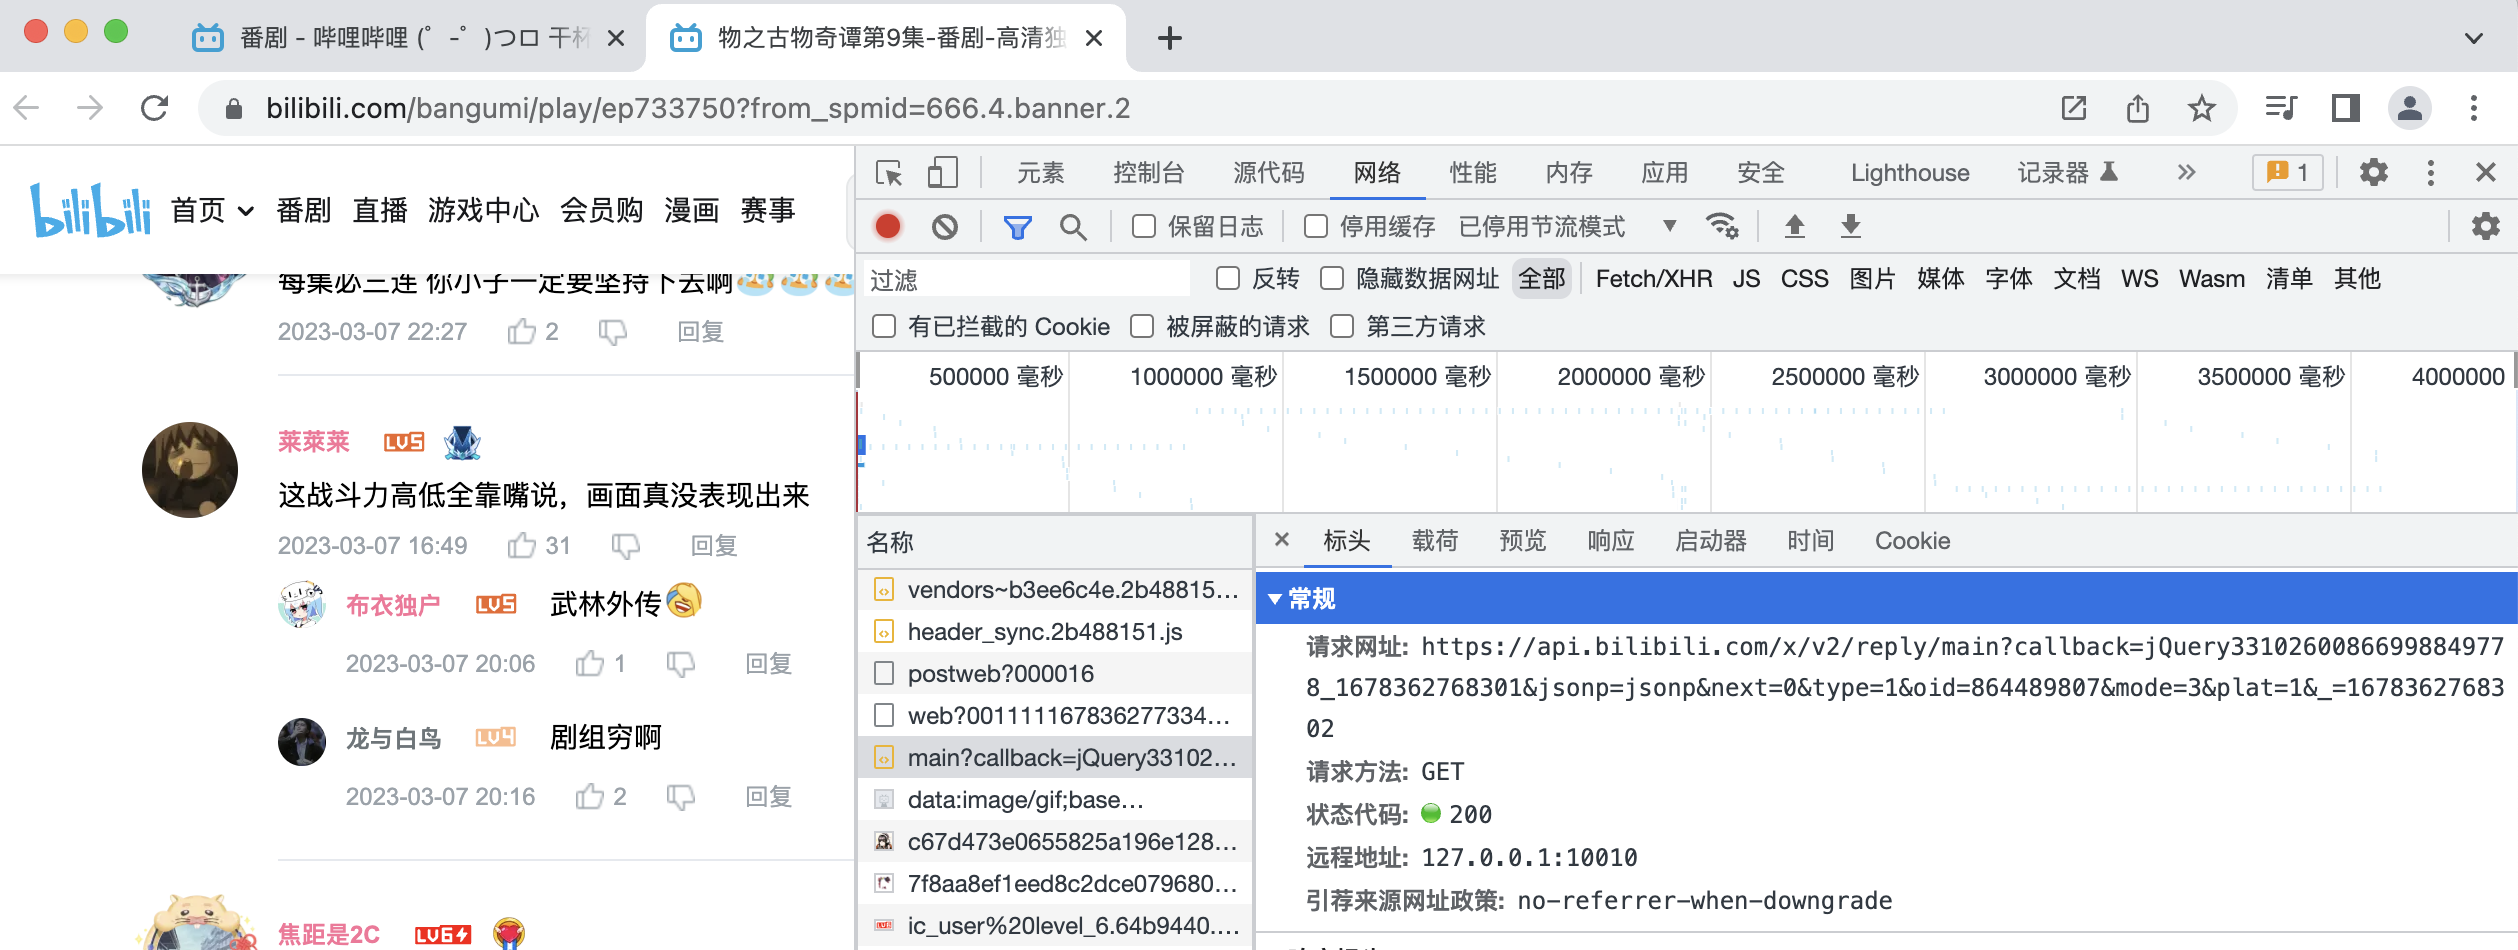 番剧 - 哔哩哔哩 (゜-゜)つロ 干杯
物之古物奇谭第9集-番剧-高清独
bilibili.com/bangumi/play/ep733750?from_spmid=666.4.banner.2
bilibili 首页 番剧 直播 游戏中心 会员购 漫画 赛事
每集必三连 你小子一定要坚持下去啊
2023-03-07 22:27 2 回复
莱萊莱 LV5
这战斗力高低全靠嘴说，画面真没表现出来
2023-03-07 16:49 31 回复
布衣独户 LV5 武林外传
2023-03-07 20:06 1 回复
龙与白鸟 LV4 剧组穷啊
2023-03-07 20:16 2 回复
焦距是2C LV6
元素 控制台 源代码 网络 性能 内存 应用 安全 Lighthouse 记录器 » 1
保留日志 停用缓存 已停用节流模式
过滤 反转 隐藏数据网址 全部 Fetch/XHR JS CSS 图片 媒体 字体 文档 WS Wasm 清单 其他
有已拦截的 Cookie 被屏蔽的请求 第三方请求
500000 毫秒 1000000 毫秒 1500000 毫秒 2000000 毫秒 2500000 毫秒 3000000 毫秒 3500000 毫秒 4000000
名称
vendors~b3ee6c4e.2b48815…
header_sync.2b488151.js
postweb?000016
web?001111167836277334…
main?callback=jQuery33102…
data:image/gif;base…
c67d473e0655825a196e128…
7f8aa8ef1eed8c2dce079680…
ic_user%20level_6.64b9440.…
标头 载荷 预览 响应 启动器 时间 Cookie
常规
请求网址: https://api.bilibili.com/x/v2/reply/main?callback=jQuery3310260086699884977
8_1678362768301&jsonp=jsonp&next=0&type=1&oid=864489807&mode=3&plat=1&_=16783627683
02
请求方法: GET
状态代码: 200
远程地址: 127.0.0.1:10010
引荐来源网址政策: no-referrer-when-downgrade